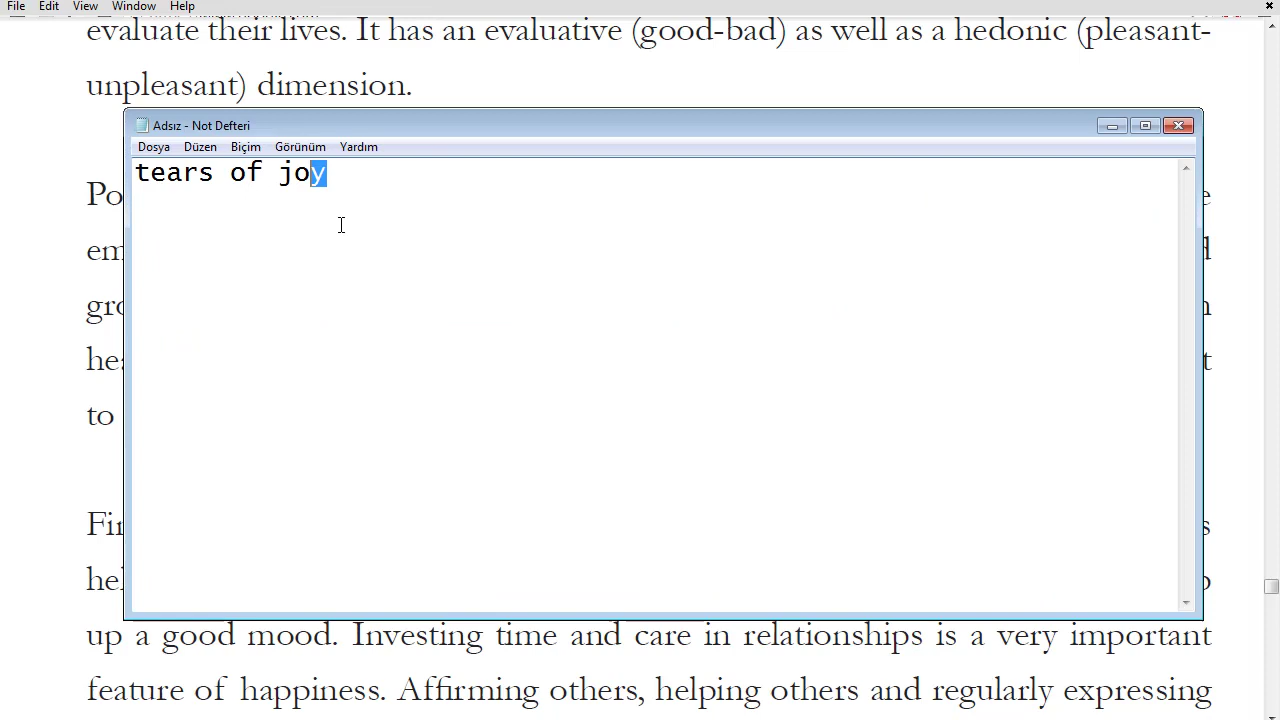 File Edit View Window Help
evaluate their lives. It has an evaluative (good-bad) as well as a hedonic (pleasant-
unpleasant) dimension.
Adsız - Not Defteri
Dosya Düzen Biçim Görünüm Yardım
tears of joy
to
up a good mood. Investing time and care in relationships is a very important
feature of happiness. Affirming others, helping others and regularly expressing